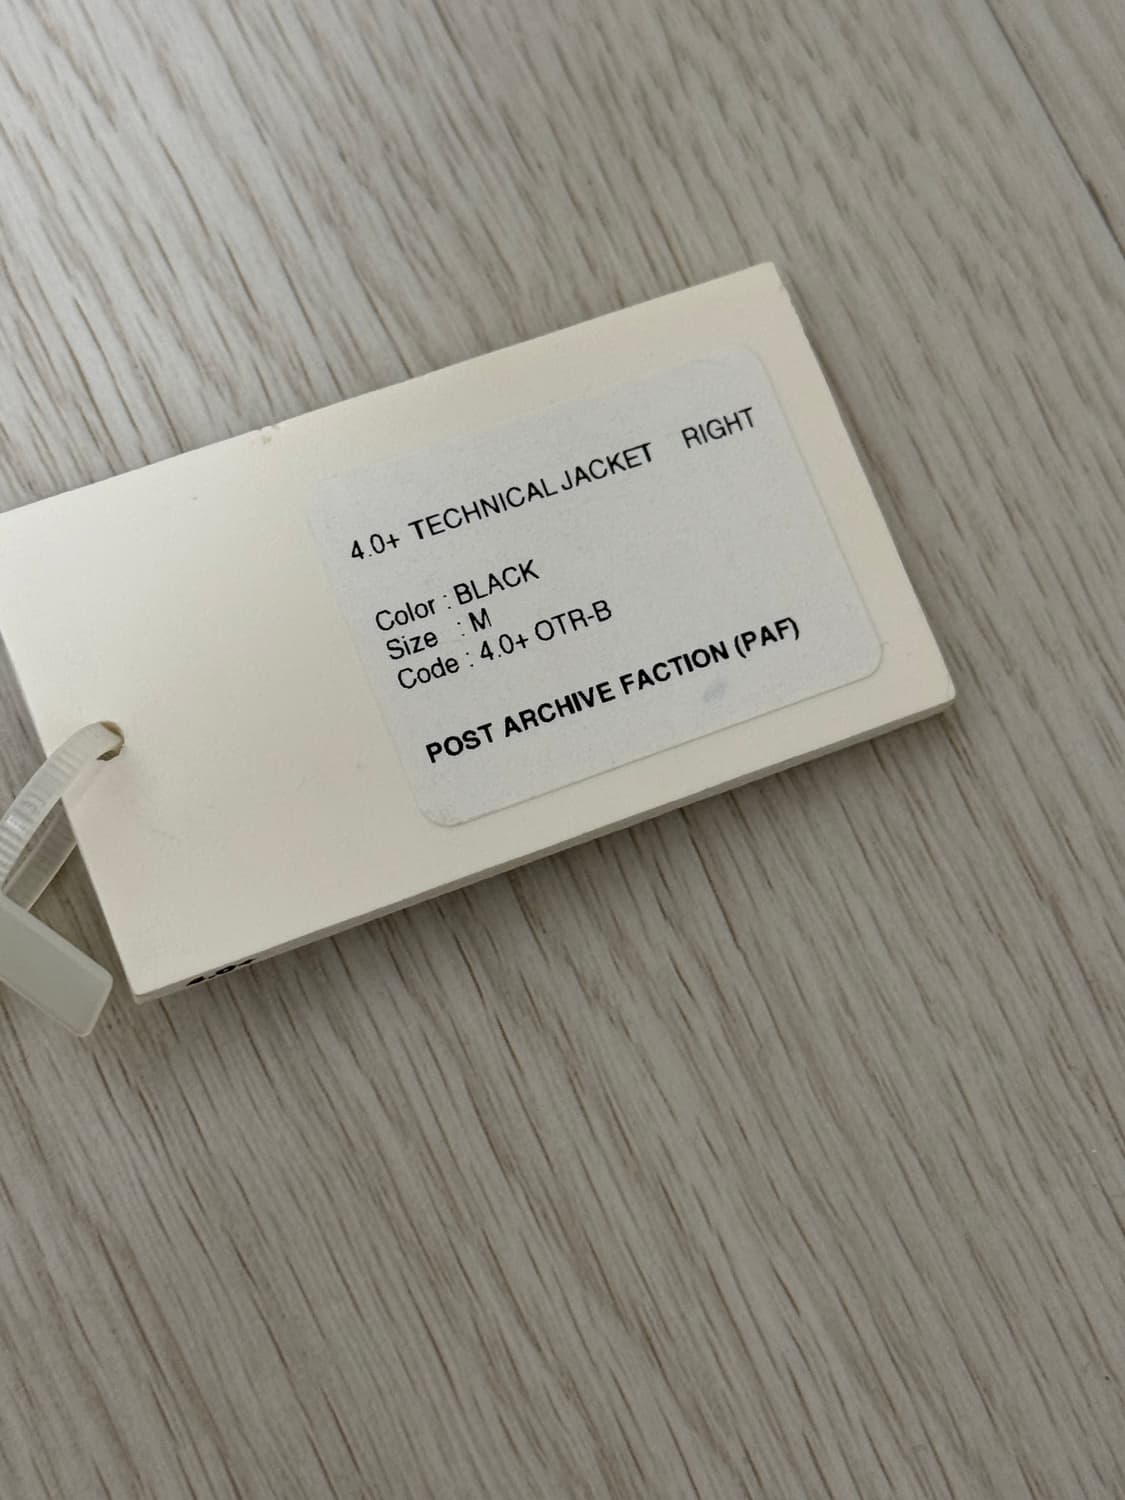 4.0+ TECHNICAL JACKET RIGHT
Color : BLACK
Size : M
Code : 4.0+ OTR-B
POST ARCHIVE FACTION (PAF)